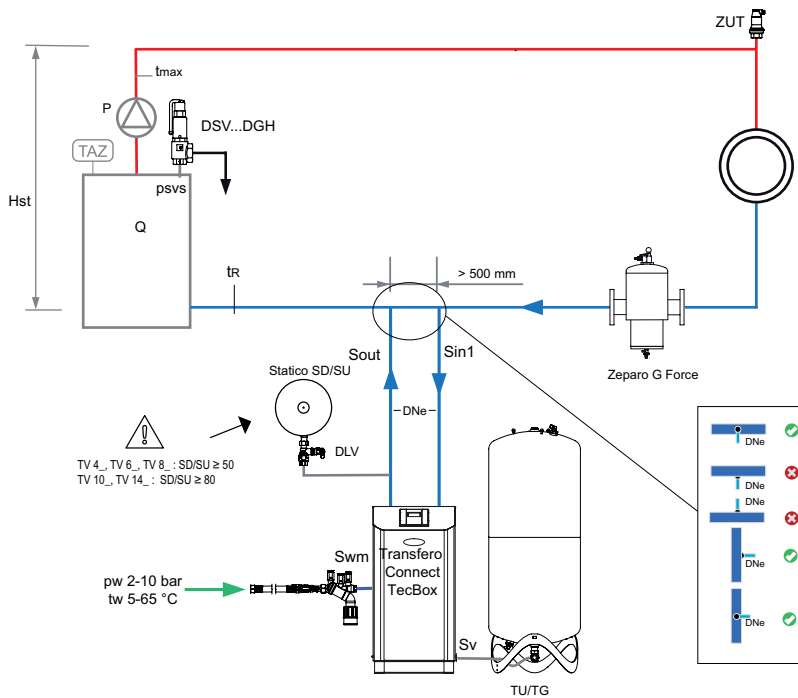 ZUT
tmax
P
DSV...DGH
TAZ
psvs
Hst
Q
tR
> 500 mm
Sout
Sin1
Zeparo G Force
Statico SD/SU
DNe
DLV
TV 4_, TV 6_, TV 8_ : SD/SU ≥ 50
TV 10_, TV 14_ : SD/SU ≥ 80
DNe
DNe
DNe
DNe
DNe
Swm
Transfero
Connect
TecBox
pw 2-10 bar
tw 5-65 °C
Sv
TU/TG